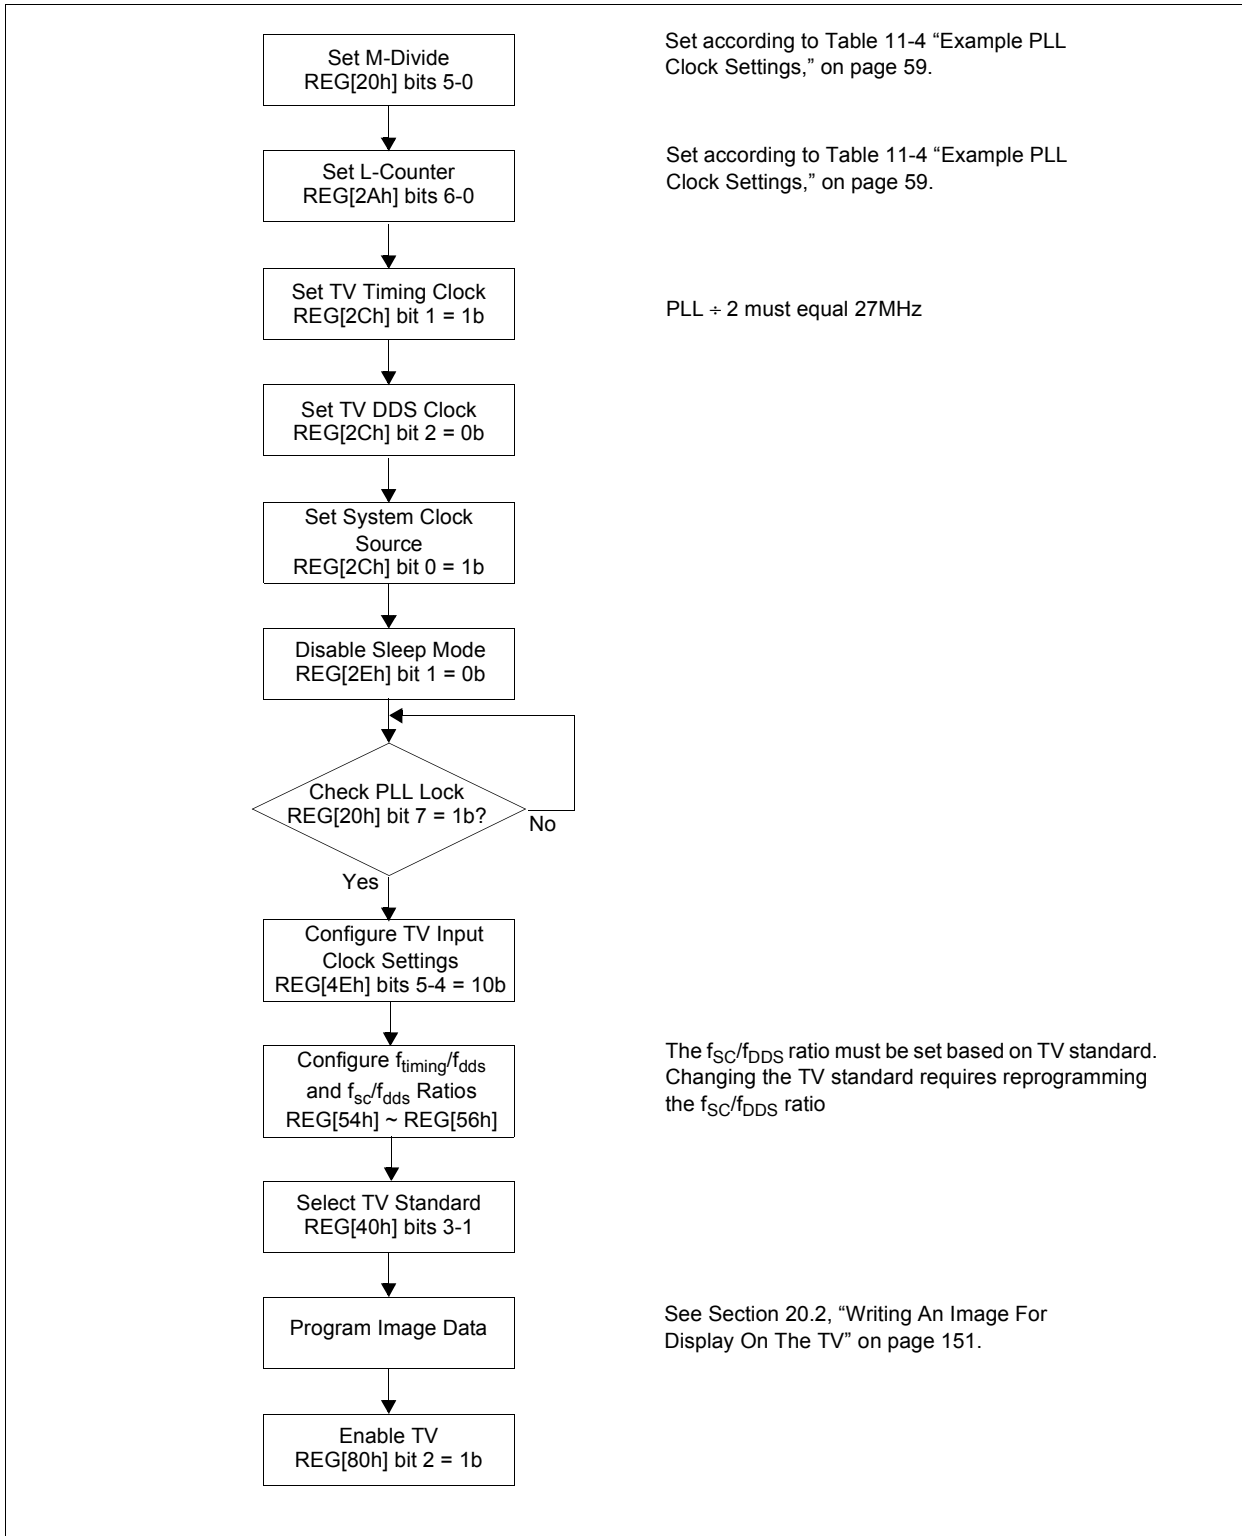 Set M-Divide
REG[20h] bits 5-0
Set according to Table 11-4 “Example PLL
Clock Settings,” on page 59.
Set L-Counter
REG[2Ah] bits 6-0
Set according to Table 11-4 “Example PLL
Clock Settings,” on page 59.
Set TV Timing Clock
REG[2Ch] bit 1 = 1b
PLL ÷ 2 must equal 27MHz
Set TV DDS Clock
REG[2Ch] bit 2 = 0b
Set System Clock
Source
REG[2Ch] bit 0 = 1b
Disable Sleep Mode
REG[2Eh] bit 1 = 0b
Check PLL Lock
REG[20h] bit 7 = 1b?
No
Yes
Configure TV Input
Clock Settings
REG[4Eh] bits 5-4 = 10b
Configure ftiming/fdds
and fsc/fdds Ratios
REG[54h] ~ REG[56h]
The fSC/fDDS ratio must be set based on TV standard.
Changing the TV standard requires reprogramming
the fSC/fDDS ratio
Select TV Standard
REG[40h] bits 3-1
Program Image Data
See Section 20.2, “Writing An Image For
Display On The TV” on page 151.
Enable TV
REG[80h] bit 2 = 1b